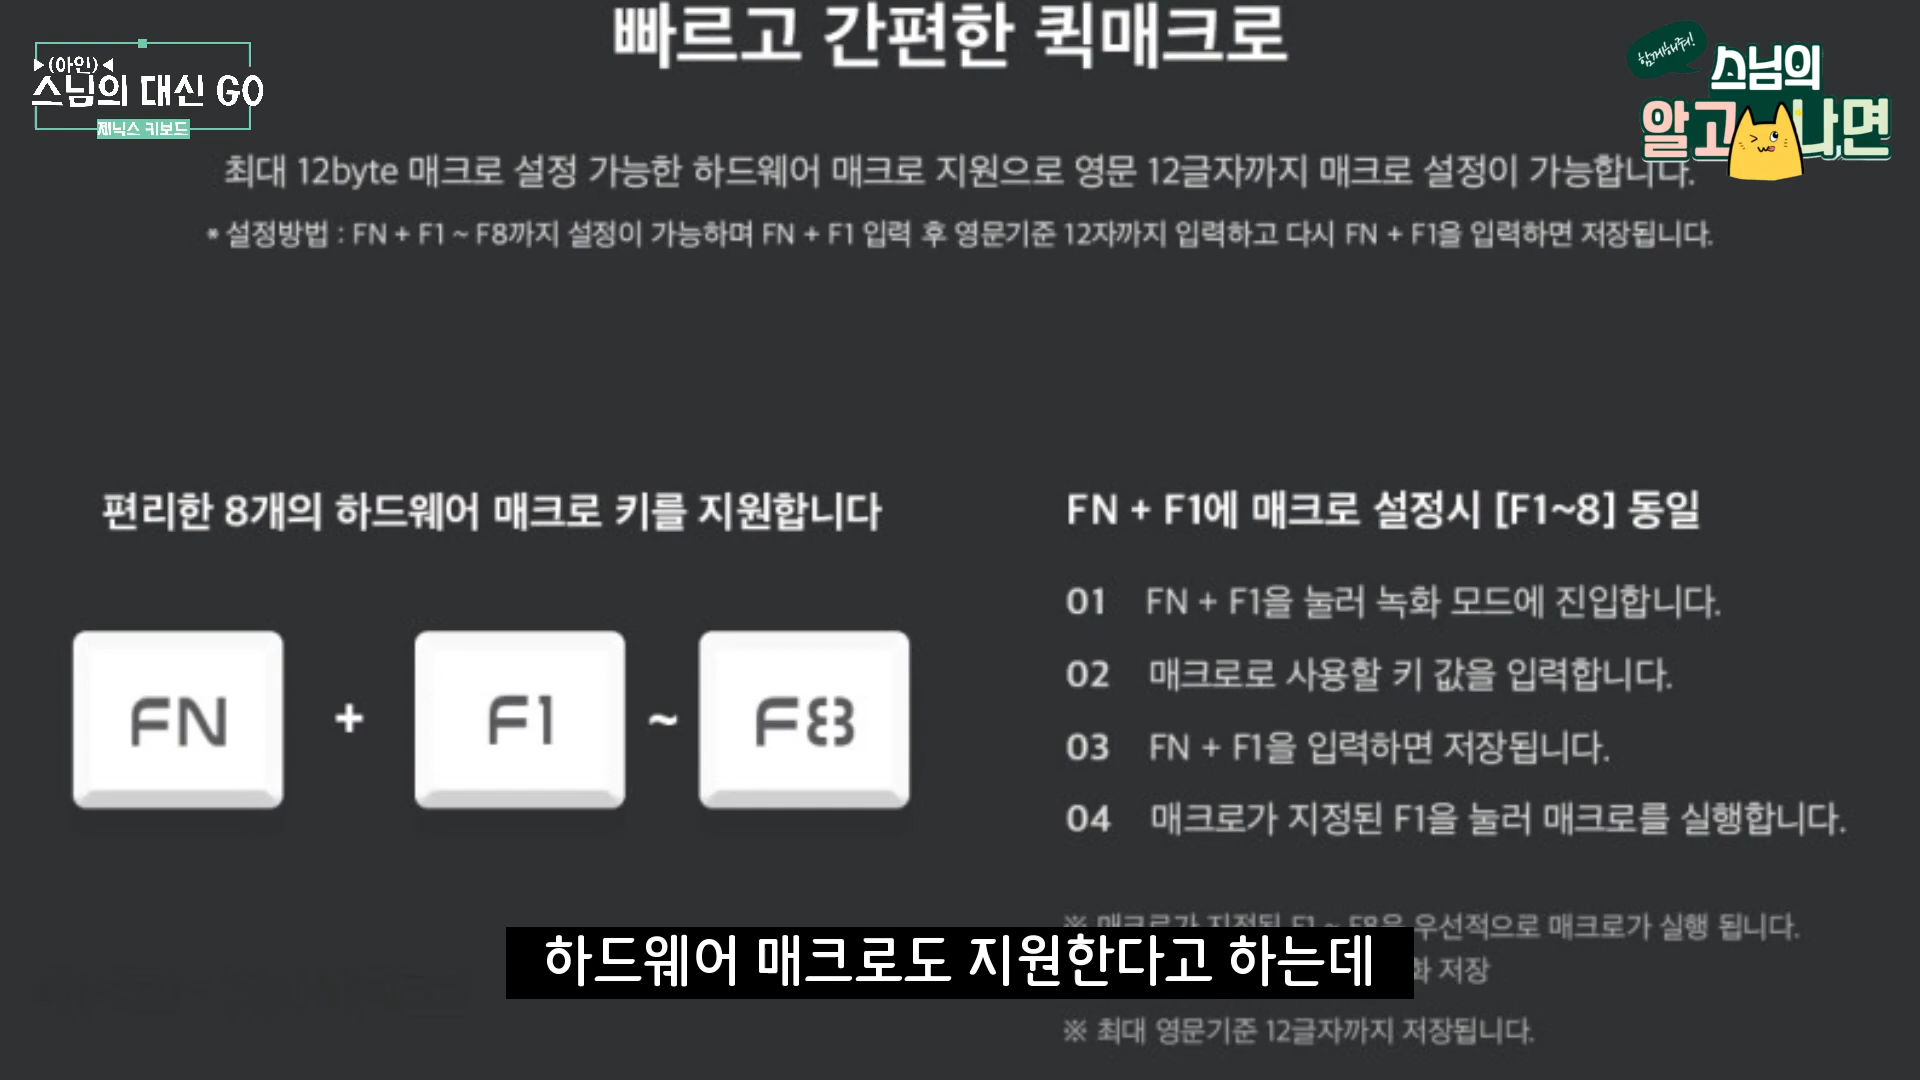 빠르고 간편한 퀵매크로
(아인)
스님의 대신 GO
제닉스 키보드
함께해줘!
스님의
알고나면
최대 12byte 매크로 설정 가능한 하드웨어 매크로 지원으로 영문 12글자까지 매크로 설정이 가능합니다.
* 설정방법 : FN + F1 ~ F8까지 설정이 가능하며 FN + F1 입력 후 영문기준 12자까지 입력하고 다시 FN + F1을 입력하면 저장됩니다.
편리한 8개의 하드웨어 매크로 키를 지원합니다
FN + F1 ~ F8
FN + F1에 매크로 설정시 [F1~8] 동일
01 FN + F1을 눌러 녹화 모드에 진입합니다.
02 매크로로 사용할 키 값을 입력합니다.
03 FN + F1을 입력하면 저장됩니다.
04 매크로가 지정된 F1을 눌러 매크로를 실행합니다.
※ 매크로가 지정된 F1 ~ F8은 우선적으로 매크로가 실행 됩니다.
저장
※ 최대 영문기준 12글자까지 저장됩니다.
하드웨어 매크로도 지원한다고 하는데